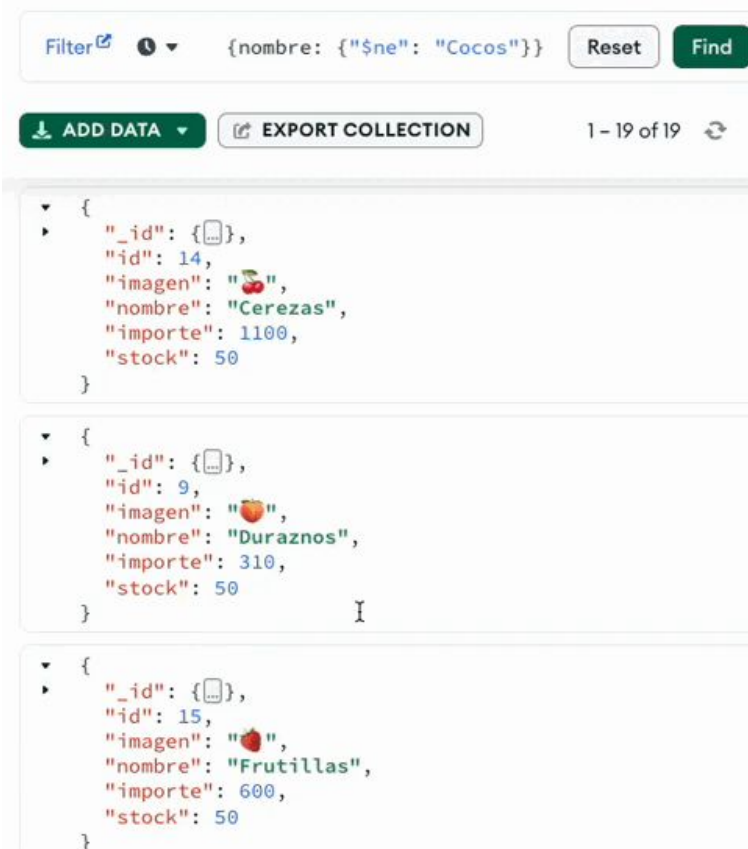 Filter {nombre: {"$ne": "Cocos"}} Reset Find
ADD DATA EXPORT COLLECTION 1 – 19 of 19
{
"_id": {...},
"id": 14,
"imagen": "🍒",
"nombre": "Cerezas",
"importe": 1100,
"stock": 50
}
{
"_id": {...},
"id": 9,
"imagen": "🍑",
"nombre": "Duraznos",
"importe": 310,
"stock": 50
}
{
"_id": {...},
"id": 15,
"imagen": "🍓",
"nombre": "Frutillas",
"importe": 600,
"stock": 50
}